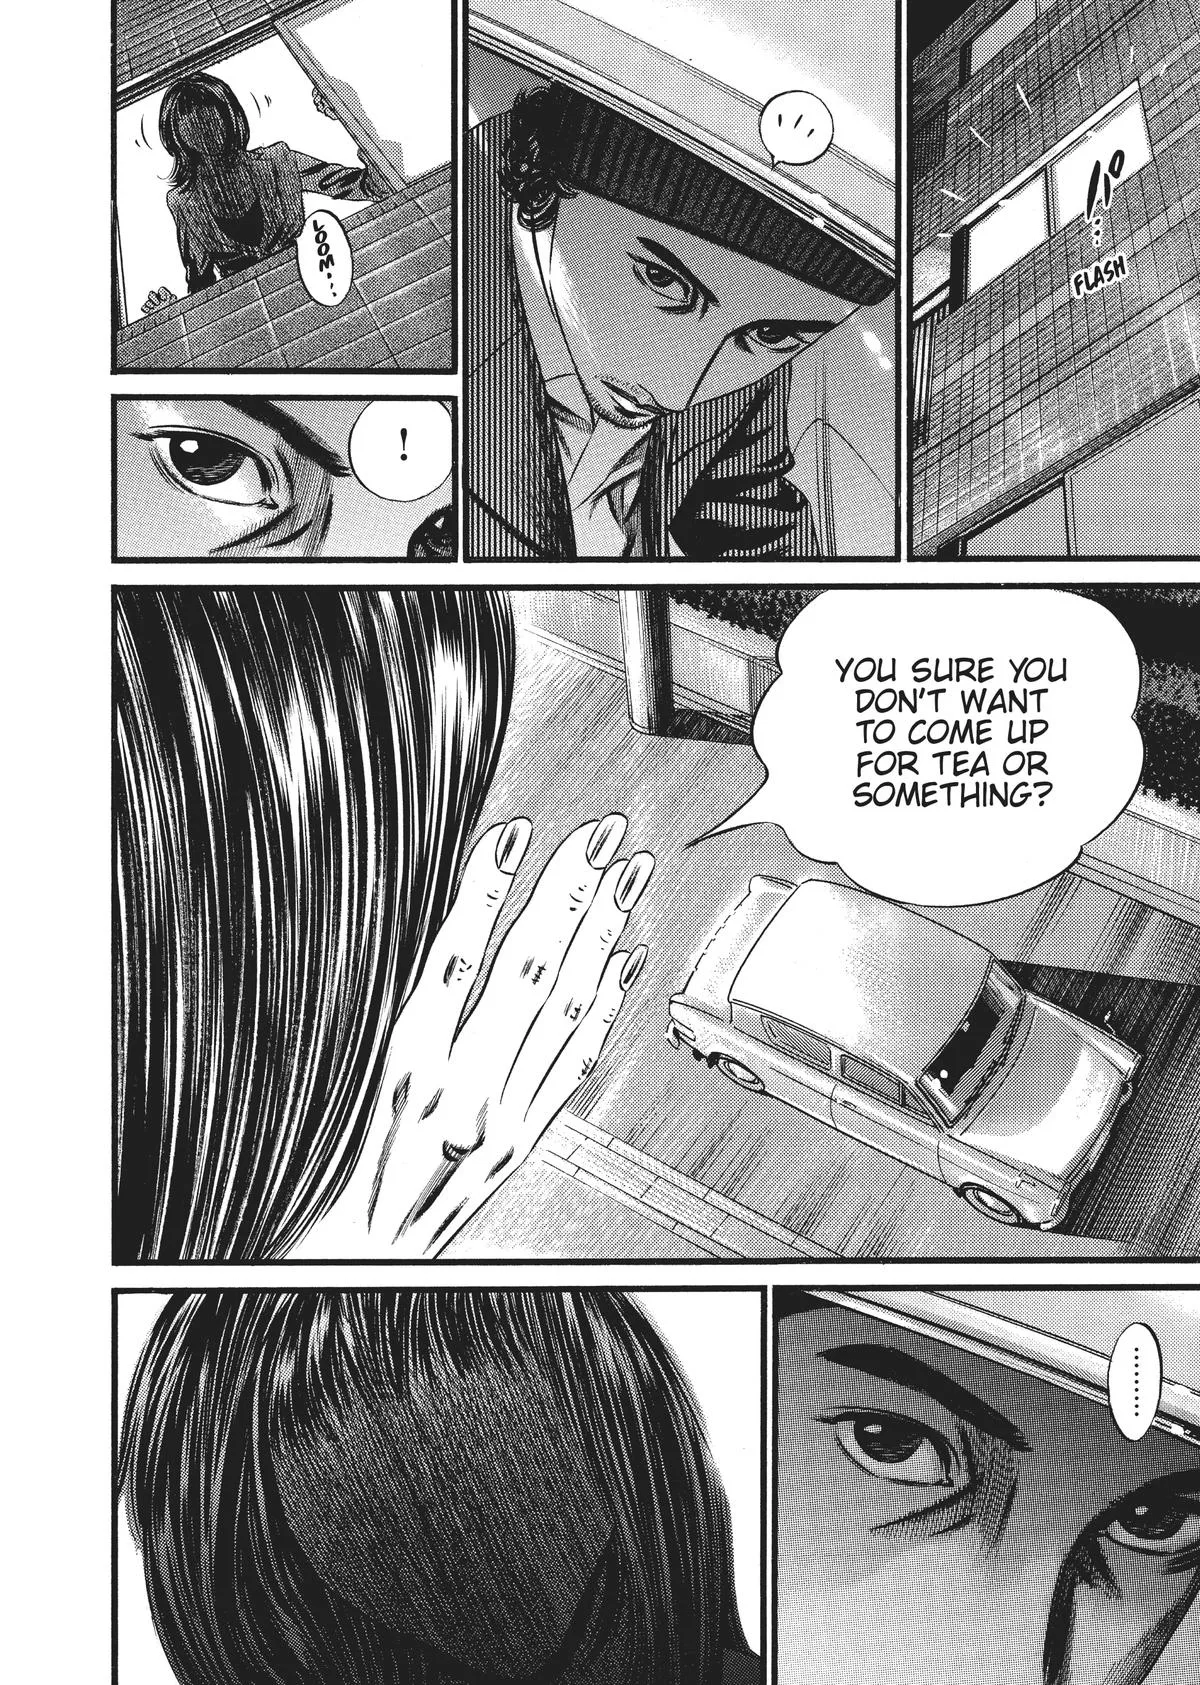 FLASH
LOOM...
!
YOU SURE YOU
DON'T WANT
TO COME UP
FOR TEA OR
SOMETHING?
.........